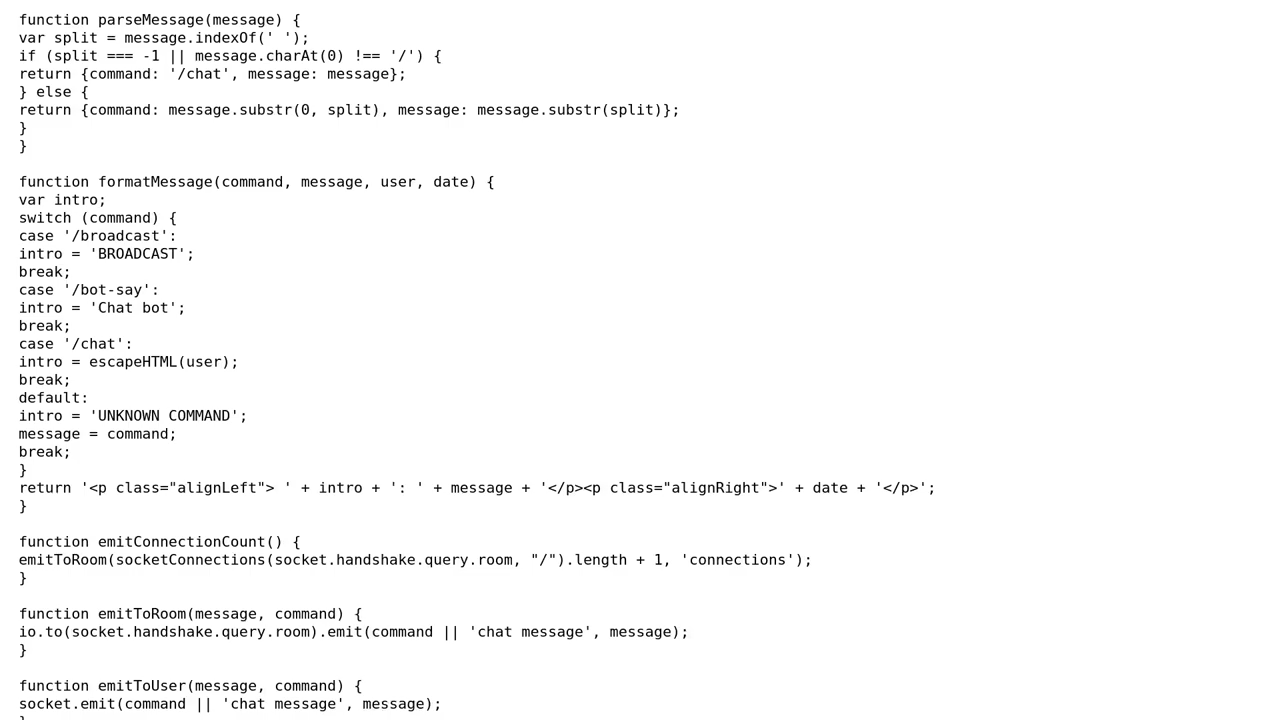 function parseMessage(message) {
var split = message.indexOf(' ');
if (split === -1 || message.charAt(0) !== '/') {
return {command: '/chat', message: message};
} else {
return {command: message.substr(0, split), message: message.substr(split)};
}
}

function formatMessage(command, message, user, date) {
var intro;
switch (command) {
case '/broadcast':
intro = 'BROADCAST';
break;
case '/bot-say':
intro = 'Chat bot';
break;
case '/chat':
intro = escapeHTML(user);
break;
default:
intro = 'UNKNOWN COMMAND';
message = command;
break;
}
return '<p class="alignLeft"> ' + intro + ': ' + message + '</p><p class="alignRight">' + date + '</p>';
}

function emitConnectionCount() {
emitToRoom(socketConnections(socket.handshake.query.room, "/").length + 1, 'connections');
}

function emitToRoom(message, command) {
io.to(socket.handshake.query.room).emit(command || 'chat message', message);
}

function emitToUser(message, command) {
socket.emit(command || 'chat message', message);
}